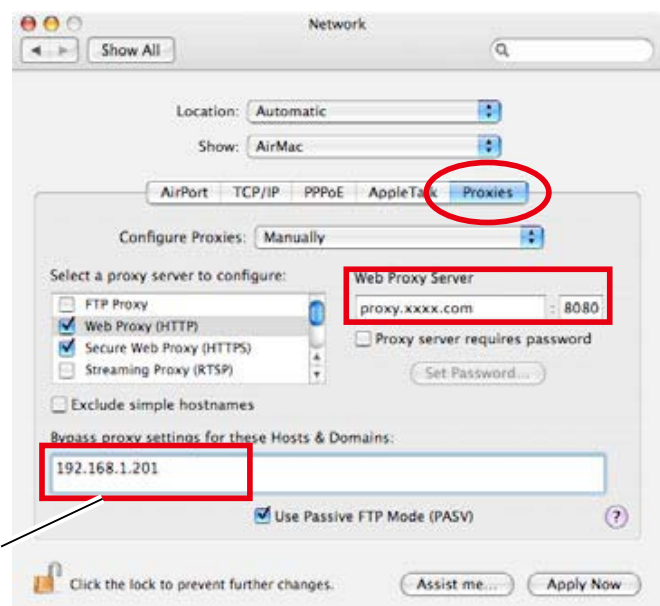 Network
Show All
Location: Automatic
Show: AirMac
AirPort TCP/IP PPPoE AppleTalk Proxies
Configure Proxies: Manually
Select a proxy server to configure: Web Proxy Server
FTP Proxy
proxy.xxxx.com : 8080
Web Proxy (HTTP)
Secure Web Proxy (HTTPS) Proxy server requires password
Streaming Proxy (RTSP) Set Password...
Exclude simple hostnames
Bypass proxy settings for these Hosts & Domains:
192.168.1.201
Use Passive FTP Mode (PASV) ?
Click the lock to prevent further changes. Assist me... Apply Now